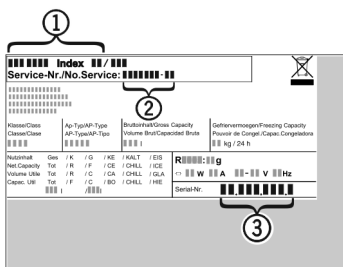 1
Index /
Service-Nr./No.Service: -
2
Klasse/Class
Classe/Clase
Ap-Typ/AP-Type
AP-Type/AP-Tipo
Bruttoinhalt/Gross Capacity
Volume Brut/Capacidad Bruta
l
Gefriervermoegen/Freezing Capacity
Pouvoir de Congel./Capac.Congeladora
kg / 24 h
Nutzinhalt Ges / K / G / KE / KALT / EIS
Net.Capacity Tot / R / F / CE / CHILL / ICE
Volume Utile Tot / R / C / CA / CHILL / GLA
Capac. Util Tot / F / C / BO / CHILL / HIE
l / l
R : g
W A - V Hz
Serial-Nr.
3